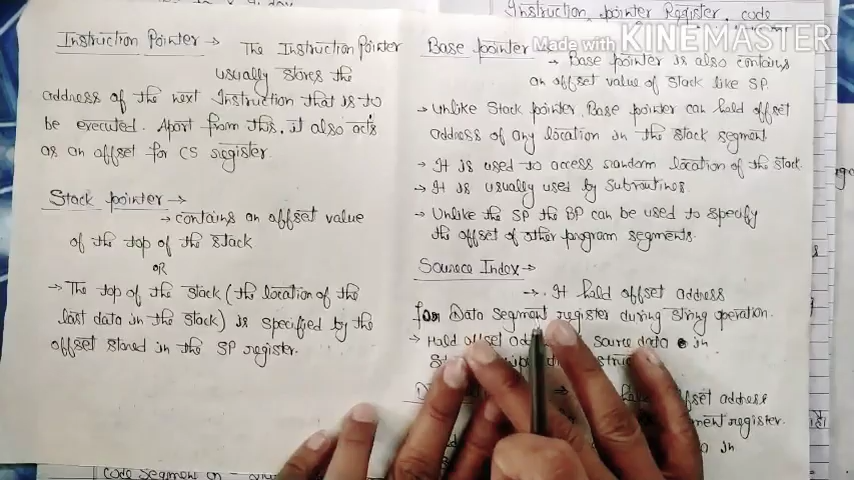 Instruction, pointer Register, code
Made with KINEMASTER
Instruction Pointer → The Instruction Pointer
usually stores the
address of the next Instruction that is to
be executed. Apart from this, it also acts
as an offset for CS register.
Stack pointer →
→ contains an offset value
of the top of the stack
OR
→ The top of the stack (the location of the
last data in the stack) is specified by the
offset stored in the SP register.
Base pointer
→ Base pointer is also contains
an offset value of stack like SP.
· Unlike Stack pointer, Base pointer can hold offset
address of any location in the stack segment
→ It is used to access random location of the stack.
→ It is usually used by subroutines.
· Unlike the SP the BP can be used to specify
the offset of other program segments.
Source Index →
→ It hold offset address
for Data Segment register during string operation.
→ Hold offset source data in
offset address
register.
in
code segment